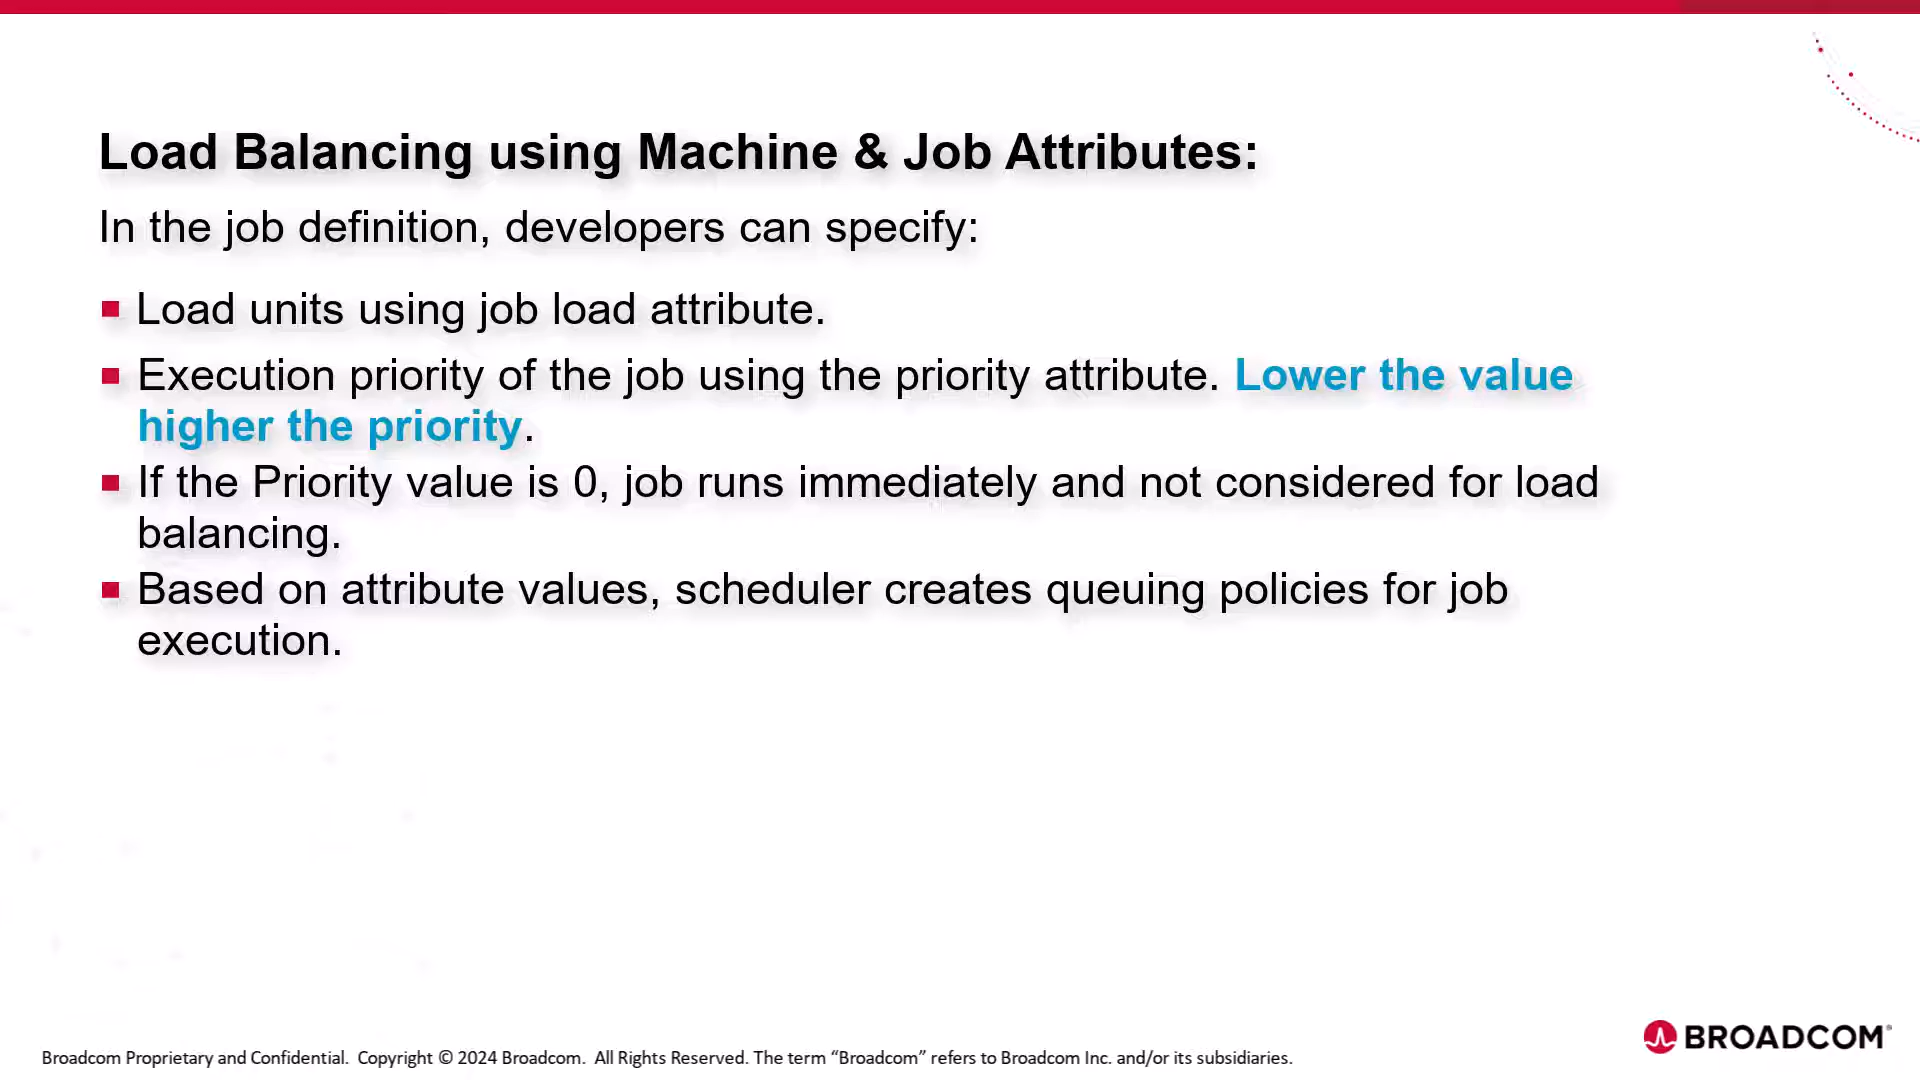 Load Balancing using Machine & Job Attributes:
In the job definition, developers can specify:
Load units using job load attribute.
Execution priority of the job using the priority attribute. Lower the value
higher the priority.
If the Priority value is 0, job runs immediately and not considered for load
balancing.
Based on attribute values, scheduler creates queuing policies for job
execution.
BROADCOM®
Broadcom Proprietary and Confidential. Copyright © 2024 Broadcom. All Rights Reserved. The term “Broadcom” refers to Broadcom Inc. and/or its subsidiaries.